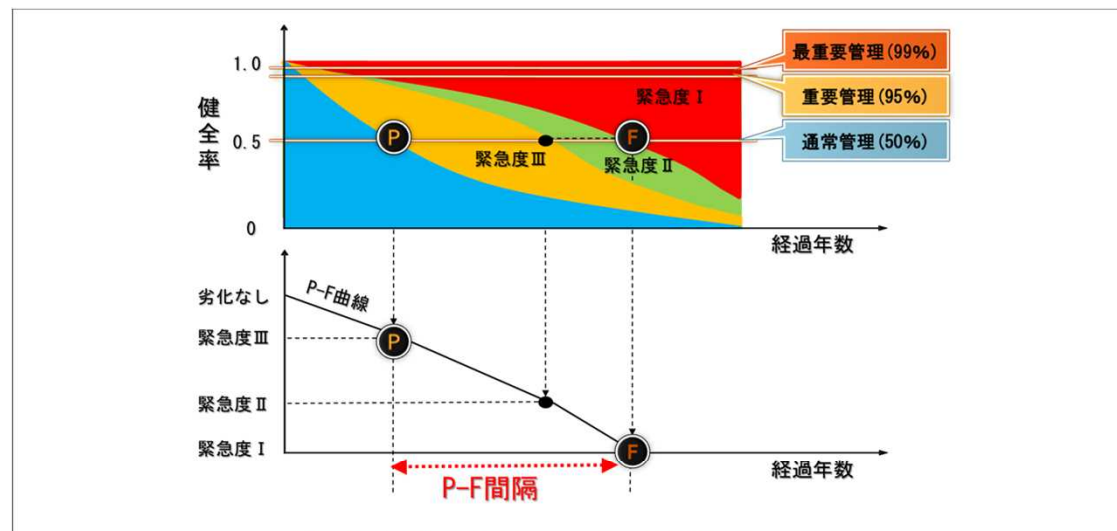 健全率
1.0
0.5
0
緊急度Ⅰ
緊急度Ⅲ
緊急度Ⅱ
P
F
最重要管理(99%)
重要管理(95%)
通常管理(50%)
経過年数
劣化なし
緊急度Ⅲ
緊急度Ⅱ
緊急度Ⅰ
P-F曲線
P
F
P-F間隔
経過年数